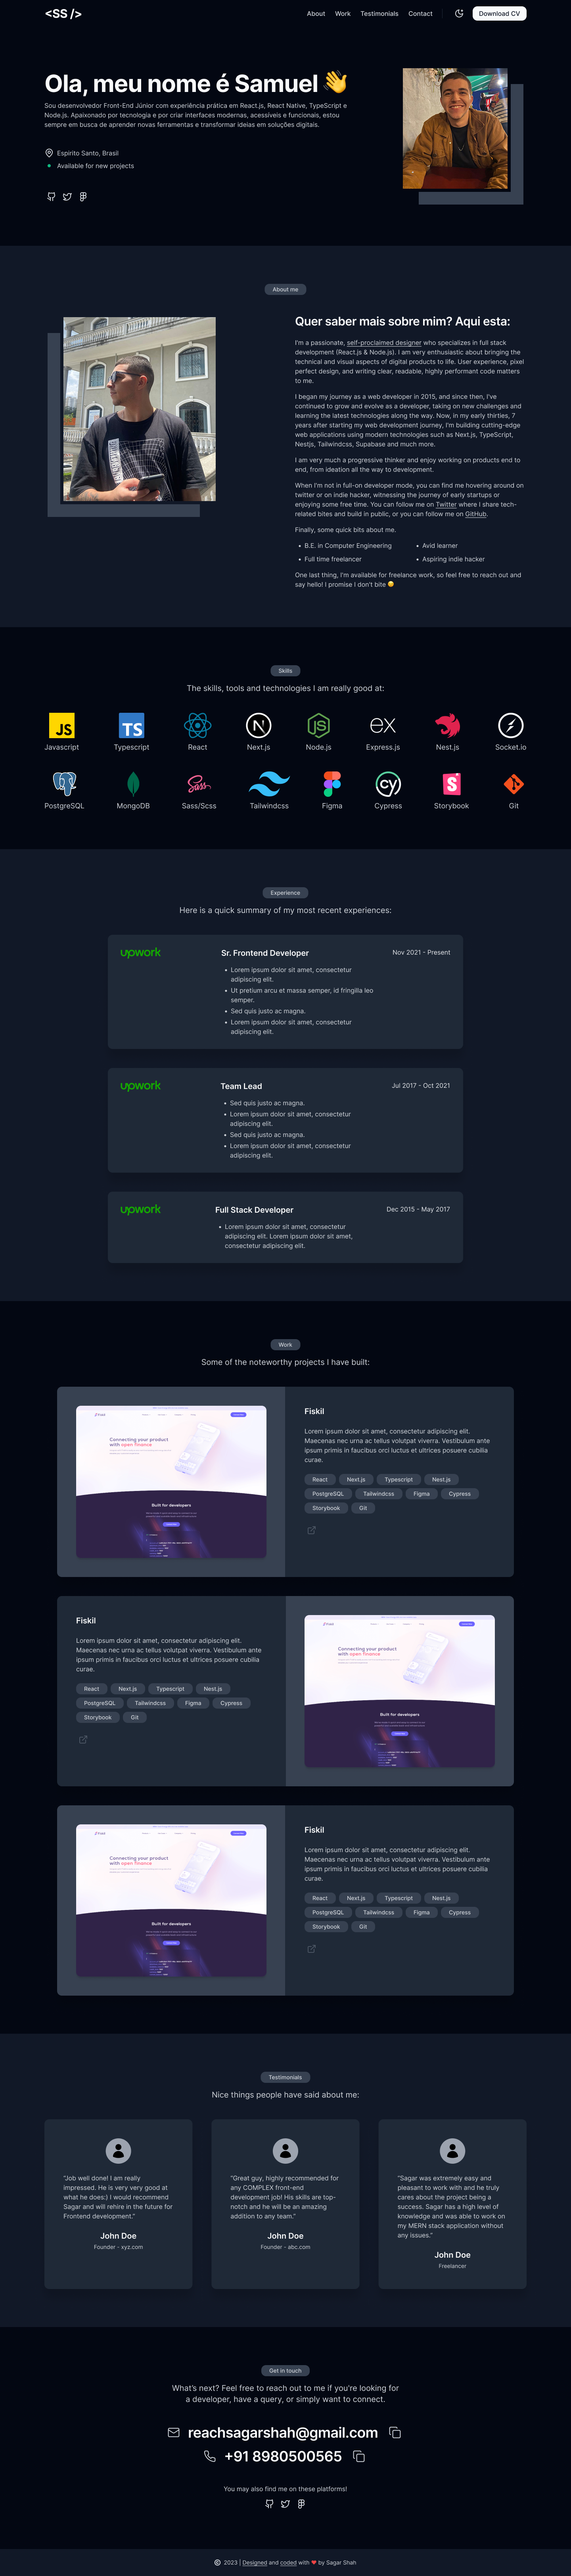 <SS />
About Work Testimonials Contact Download CV
Ola, meu nome é Samuel 👋
Sou desenvolvedor Front-End Júnior com experiência prática em React.js, React Native, TypeScript e
Node.js. Apaixonado por tecnologia e por criar interfaces modernas, acessíveis e funcionais, estou
sempre em busca de aprender novas ferramentas e transformar ideias em soluções digitais.
Espirito Santo, Brasil
Available for new projects
About me
Quer saber mais sobre mim? Aqui esta:
I'm a passionate, self-proclaimed designer who specializes in full stack
development (React.js & Node.js). I am very enthusiastic about bringing the
technical and visual aspects of digital products to life. User experience, pixel
perfect design, and writing clear, readable, highly performant code matters
to me.
I began my journey as a web developer in 2015, and since then, I've
continued to grow and evolve as a developer, taking on new challenges and
learning the latest technologies along the way. Now, in my early thirties, 7
years after starting my web development journey, I'm building cutting-edge
web applications using modern technologies such as Next.js, TypeScript,
Nestjs, Tailwindcss, Supabase and much more.
I am very much a progressive thinker and enjoy working on products end to
end, from ideation all the way to development.
When I'm not in full-on developer mode, you can find me hovering around on
twitter or on indie hacker, witnessing the journey of early startups or
enjoying some free time. You can follow me on Twitter where I share tech-
related bites and build in public, or you can follow me on GitHub.
Finally, some quick bits about me.
• B.E. in Computer Engineering • Avid learner
• Full time freelancer • Aspiring indie hacker
One last thing, I'm available for freelance work, so feel free to reach out and
say hello! I promise I don't bite 😉
Skills
The skills, tools and technologies I am really good at:
JS TS N JS ex
Javascript Typescript React Next.js Node.js Express.js Nest.js Socket.io
Sass cy S
PostgreSQL MongoDB Sass/Scss Tailwindcss Figma Cypress Storybook Git
Experience
Here is a quick summary of my most recent experiences:
upwork Sr. Frontend Developer Nov 2021 - Present
• Lorem ipsum dolor sit amet, consectetur
adipiscing elit.
• Ut pretium arcu et massa semper, id fringilla leo
semper.
• Sed quis justo ac magna.
• Lorem ipsum dolor sit amet, consectetur
adipiscing elit.
upwork Team Lead Jul 2017 - Oct 2021
• Sed quis justo ac magna.
• Lorem ipsum dolor sit amet, consectetur
adipiscing elit.
• Sed quis justo ac magna.
• Lorem ipsum dolor sit amet, consectetur
adipiscing elit.
upwork Full Stack Developer Dec 2015 - May 2017
• Lorem ipsum dolor sit amet, consectetur
adipiscing elit. Lorem ipsum dolor sit amet,
consectetur adipiscing elit.
Work
Some of the noteworthy projects I have built:
Fiskil
Connecting your product
with open finance
Built for developers
Fiskil
Lorem ipsum dolor sit amet, consectetur adipiscing elit.
Maecenas nec urna ac tellus volutpat viverra. Vestibulum ante
ipsum primis in faucibus orci luctus et ultrices posuere cubilia
curae.
React Next.js Typescript Nest.js
PostgreSQL Tailwindcss Figma Cypress
Storybook Git
Fiskil
Lorem ipsum dolor sit amet, consectetur adipiscing elit.
Maecenas nec urna ac tellus volutpat viverra. Vestibulum ante
ipsum primis in faucibus orci luctus et ultrices posuere cubilia
curae.
React Next.js Typescript Nest.js
PostgreSQL Tailwindcss Figma Cypress
Storybook Git
Fiskil
Connecting your product
with open finance
Built for developers
Fiskil
Connecting your product
with open finance
Built for developers
Fiskil
Lorem ipsum dolor sit amet, consectetur adipiscing elit.
Maecenas nec urna ac tellus volutpat viverra. Vestibulum ante
ipsum primis in faucibus orci luctus et ultrices posuere cubilia
curae.
React Next.js Typescript Nest.js
PostgreSQL Tailwindcss Figma Cypress
Storybook Git
Testimonials
Nice things people have said about me:
“Job well done! I am really
impressed. He is very very good at
what he does:) I would recommend
Sagar and will rehire in the future for
Frontend development.”
John Doe
Founder - xyz.com
“Great guy, highly recommended for
any COMPLEX front-end
development job! His skills are top-
notch and he will be an amazing
addition to any team.”
John Doe
Founder - abc.com
“Sagar was extremely easy and
pleasant to work with and he truly
cares about the project being a
success. Sagar has a high level of
knowledge and was able to work on
my MERN stack application without
any issues.”
John Doe
Freelancer
Get in touch
What's next? Feel free to reach out to me if you're looking for
a developer, have a query, or simply want to connect.
reachsagarshah@gmail.com
+91 8980500565
You may also find me on these platforms!
© 2023 | Designed and coded with ❤️ by Sagar Shah